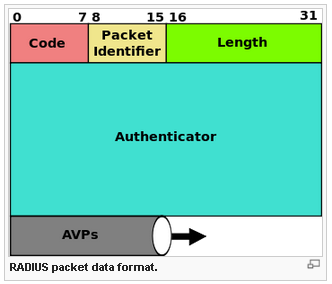 0 7 8 15 16 31
Code Packet Identifier Length
Authenticator
AVPs
RADIUS packet data format.